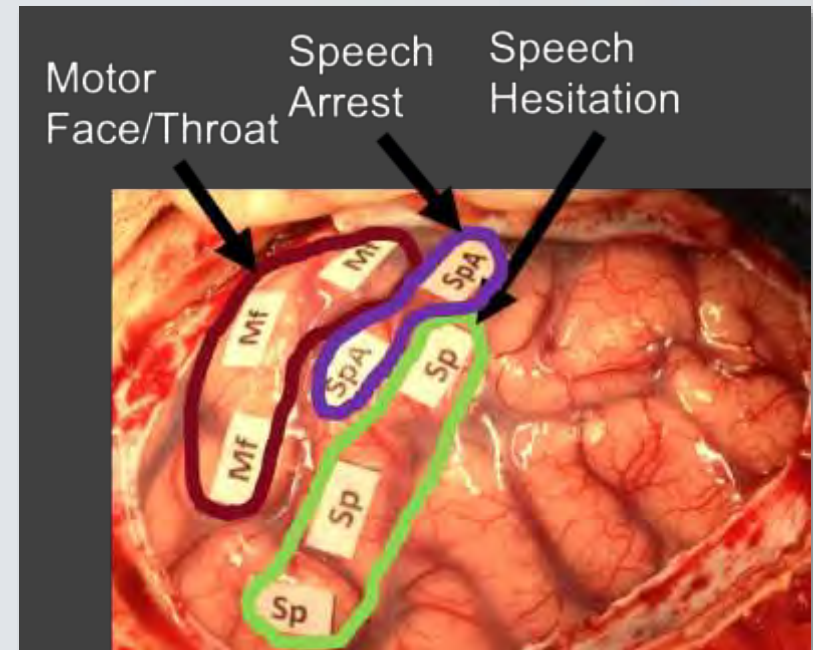 Motor
Face/Throat
Speech
Arrest
Speech
Hesitation
Mf
SpA
Mf
SpA
Sp
Mf
Sp
Sp